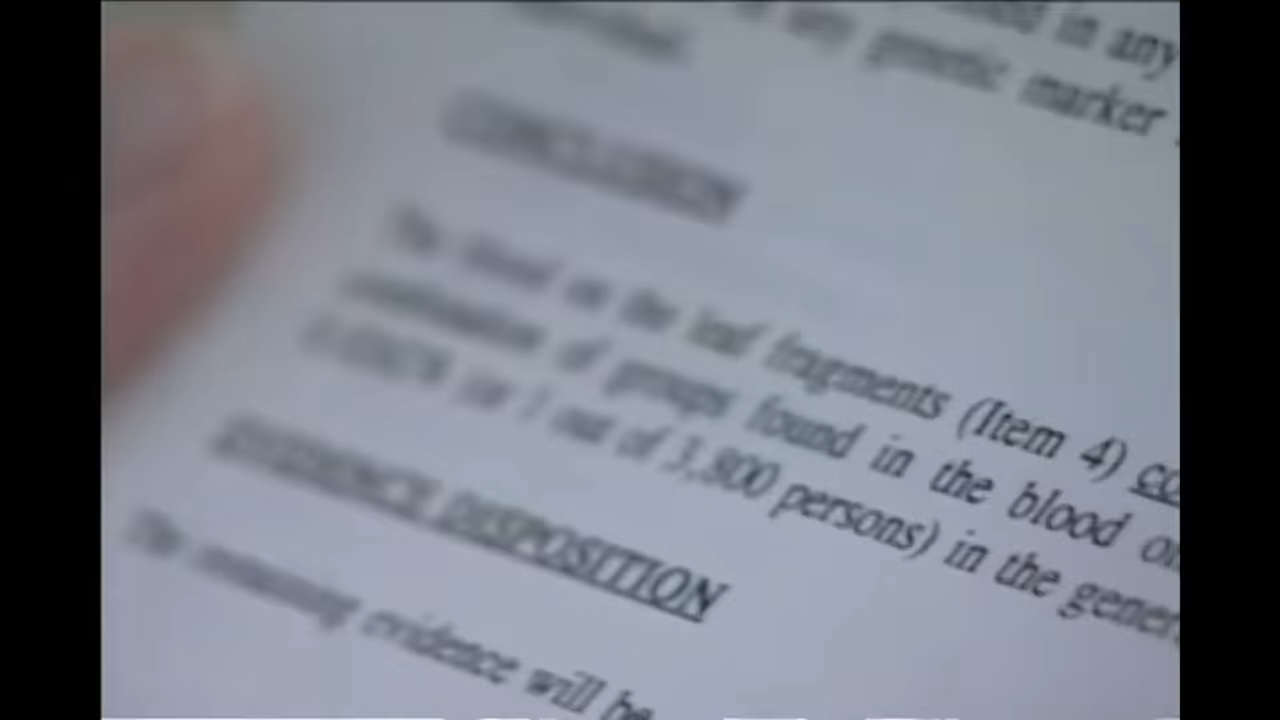 in any
any genetic marker
CONCLUSION
The blood on the leaf fragments (Item 4) co
combination of groups found in the blood on
(or 1 out of 3,800 persons) in the gener
EVIDENCE DISPOSITION
The remaining evidence will be